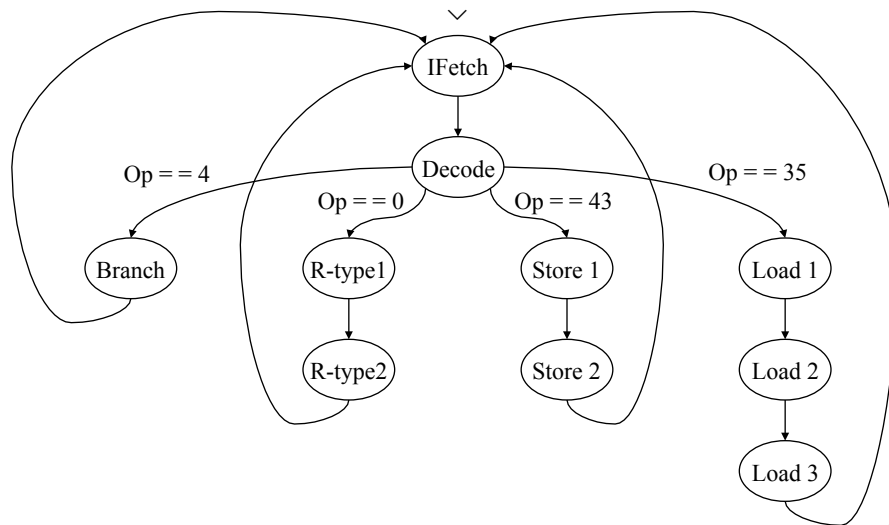 IFetch
Decode
Op = = 4
Op = = 0
Op = = 43
Op = = 35
Branch
R-type1
Store 1
Load 1
R-type2
Store 2
Load 2
Load 3